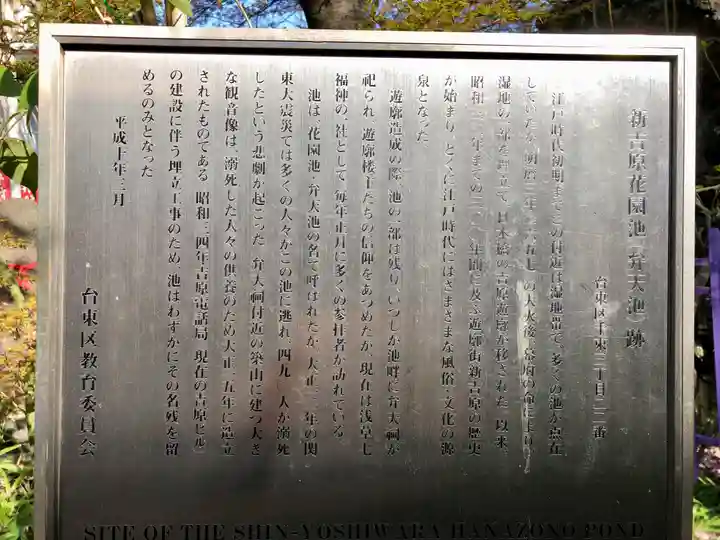 新吉原花園池(弁天池)跡
台東区千束三丁目二二番
江戸時代初期までこの付近は湿地帯で、多くの池が点在
していたが、明暦三年(一六五七)の大火後、幕府の命により、
湿地の一部を埋立て、日本橋の吉原遊廓が移された。以来、
昭和三三年までの三〇〇年間に及ぶ遊廓街新吉原の歴史
が始まり、とくに江戸時代にはさまざまな風俗・文化の源
泉となった。
遊廓造成の際、池の一部は残り、いつしか池畔に弁天祠が
祀られ、遊廓楼主たちの信仰をあつめたが、現在は浅草七
福神の一社として、毎年正月に多くの参拝者が訪れている。
池は、花園池・弁天池の名で呼ばれたが、大正一二年の関
東大震災では多くの人々がこの池に逃れ、四九〇人が溺死
したという悲劇が起こった。弁天祠付近の築山に建つ大き
な観音像は、溺死した人々の供養のため大正一五年に造立
されたものである。昭和三四年吉原電話局(現在の吉原ビル)
の建設に伴う埋立工事のため、池はわずかにその名残を留
めるのみとなった。
平成十年三月
台東区教育委員会
SITE OF THE SHIN-YOSHIWARA HANAZONO POND